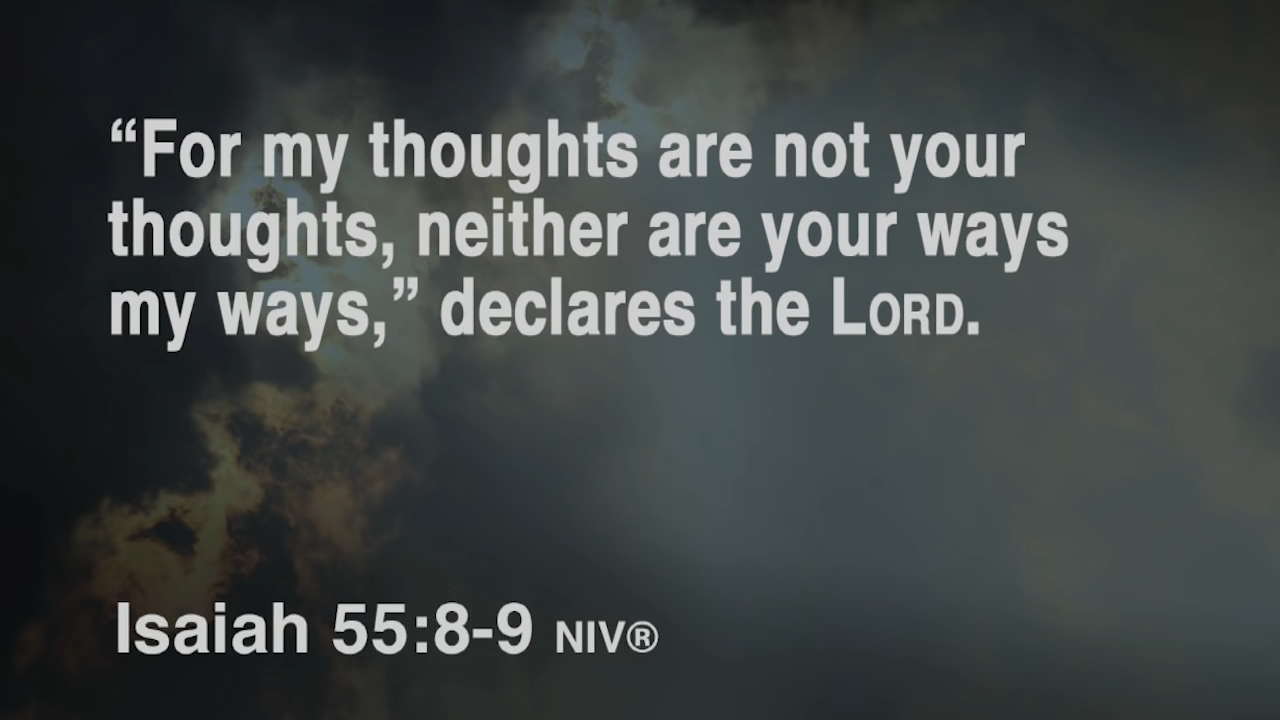 “For my thoughts are not your
thoughts, neither are your ways
my ways,” declares the LORD.
Isaiah 55:8-9 NIV®